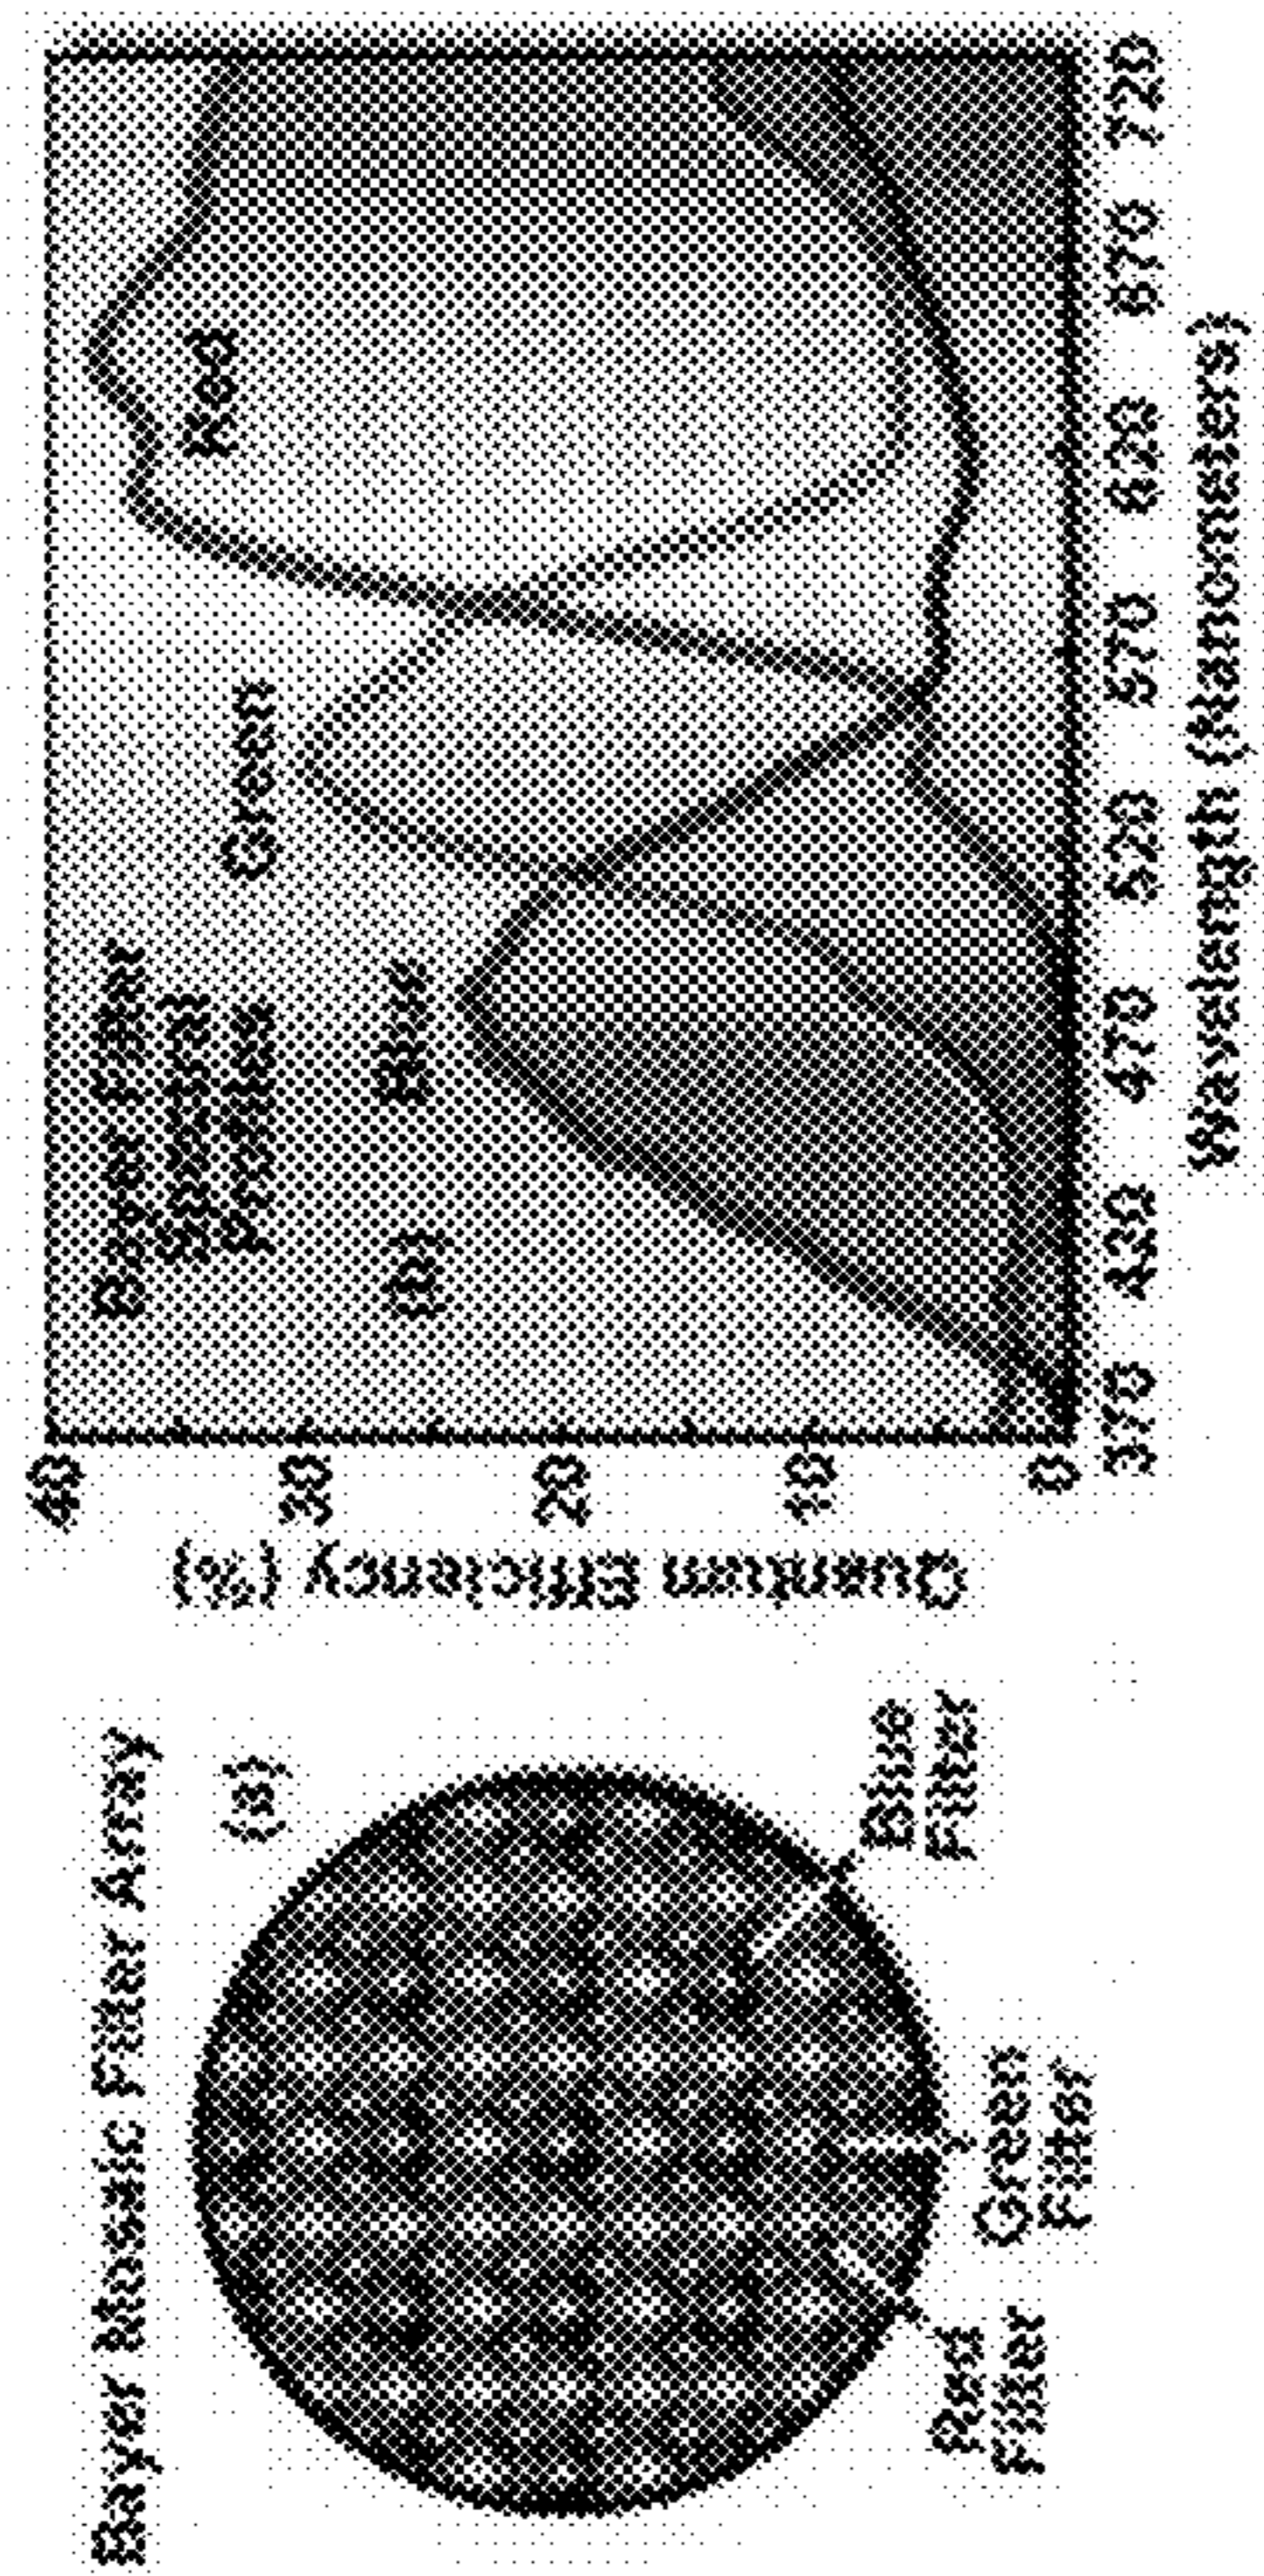 Bayer Mosaic Filter Array
(a)
Red
Filter
Green
Filter
Blue
Filter
Quantum Efficiency (%)
40
30
20
10
0
Bayer Filter
Spectral
Profiles
(b)
Blue
Green
Red
370 420 470 520 570 620 670 720
Wavelength (Nanometers)